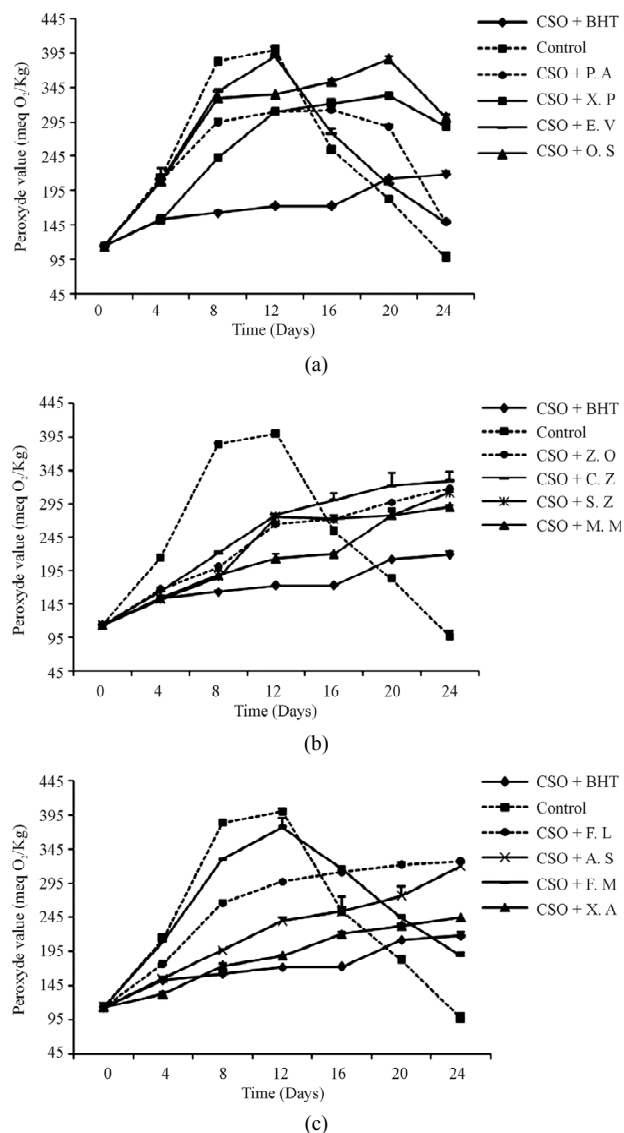 445
395
345
295
245
195
145
95
45
Peroxyde value (meq O₂/Kg)
0 4 8 12 16 20 24
Time (Days)
CSO + BHT
Control
CSO + P. A
CSO + X. P
CSO + E. V
CSO + O. S
(a)
445
395
345
295
245
195
145
95
45
Peroxyde value (meq O₂/Kg)
0 4 8 12 16 20 24
Time (Days)
CSO + BHT
Control
CSO + Z. O
CSO + C. Z
CSO + S. Z
CSO + M. M
(b)
445
395
345
295
245
195
145
95
45
Peroxyde value (meq O₂/Kg)
0 4 8 12 16 20 24
Time (Days)
CSO + BHT
Control
CSO + F. L
CSO + A. S
CSO + F. M
CSO + X. A
(c)